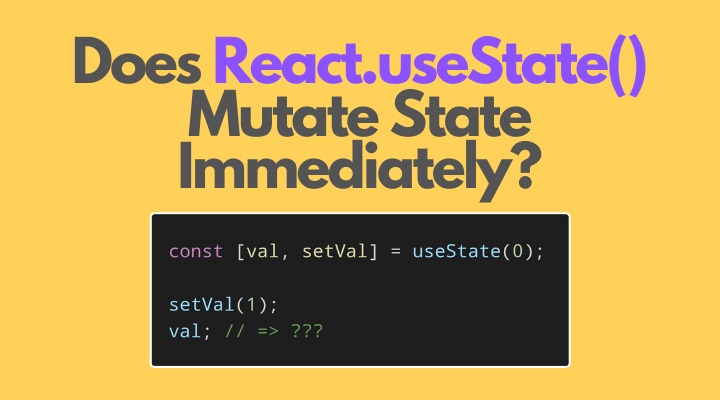 Does React.useState()
Mutate State
Immediately?
const [val, setVal] = useState(0);
setVal(1);
val; // => ???